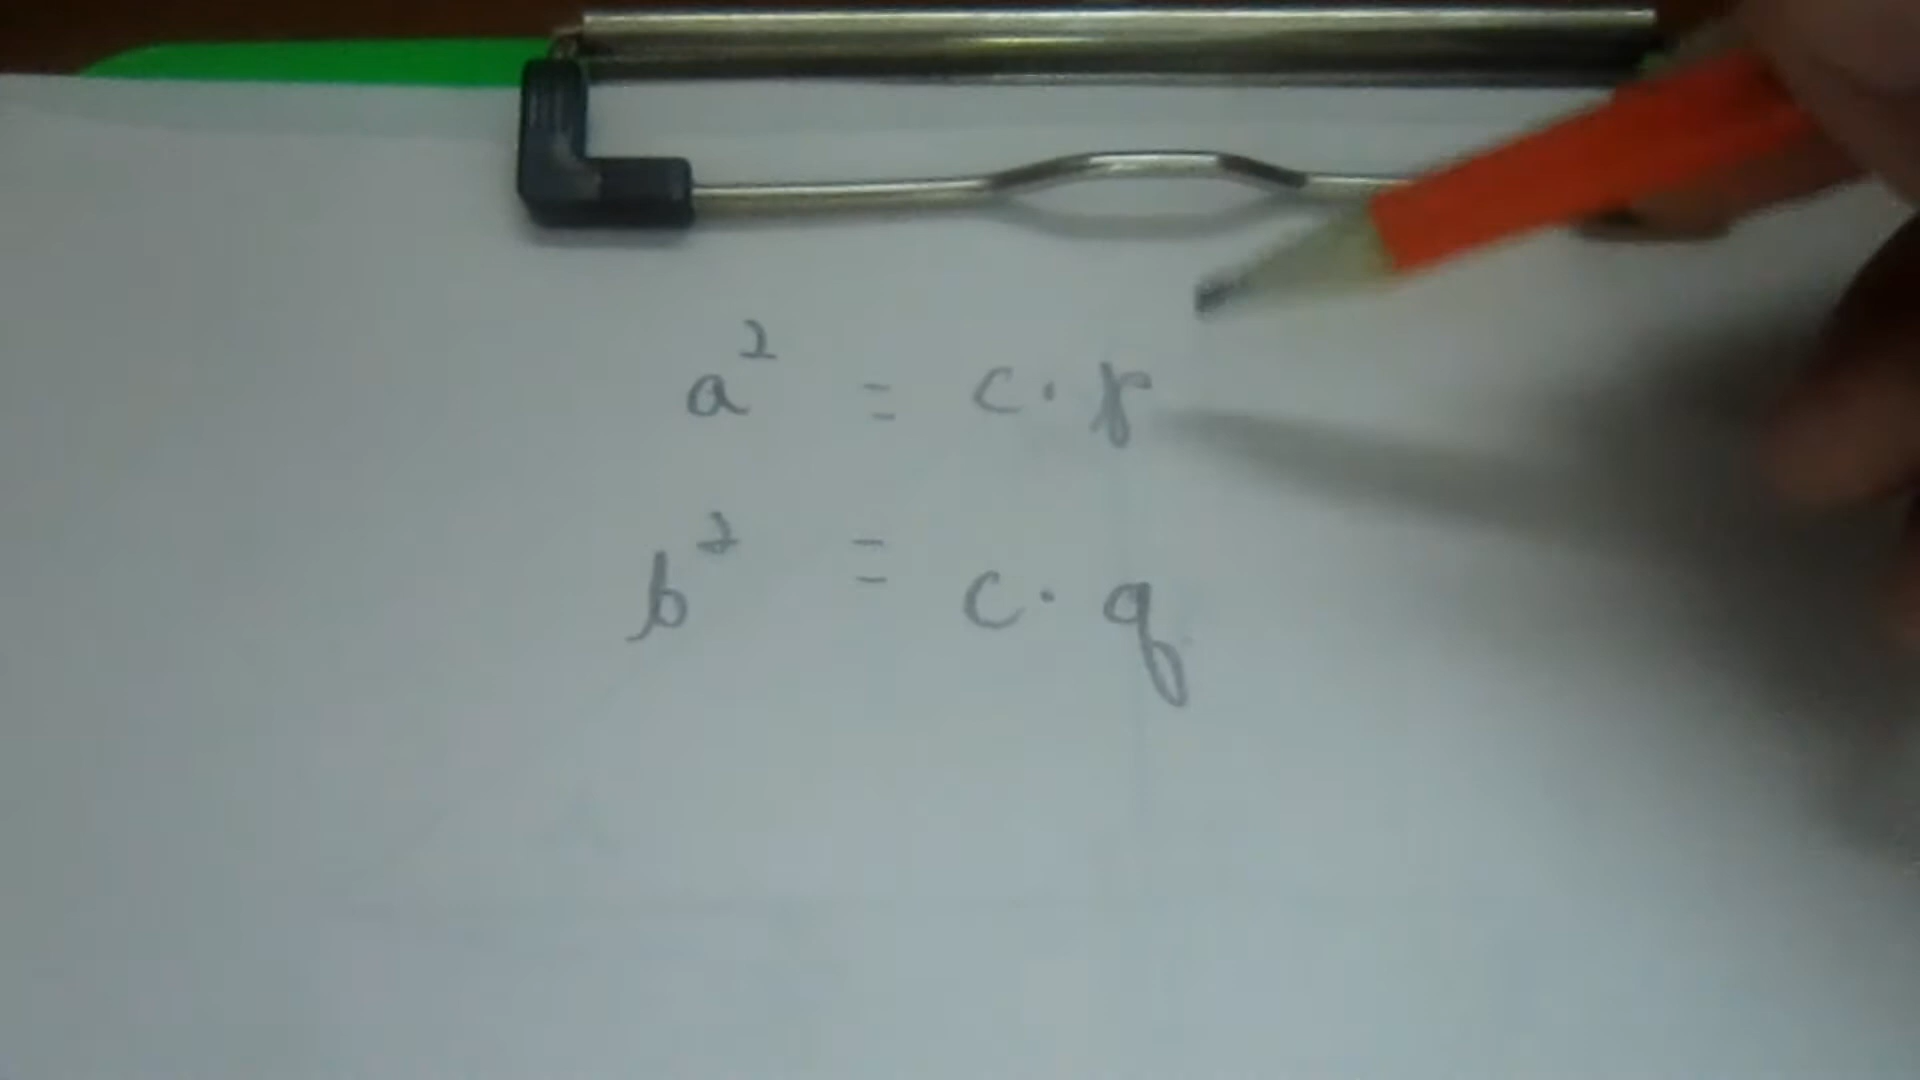 a² = c · p
b² = c · q